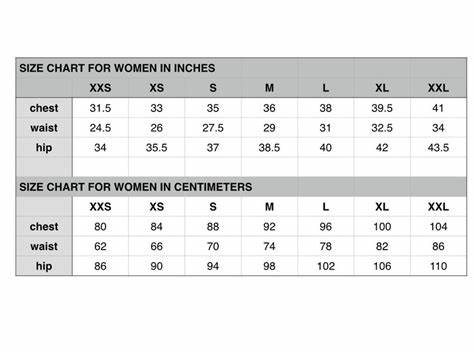 SIZE CHART FOR WOMEN IN INCHES
XXS XS S M L XL XXL
chest 31.5 33 35 36 38 39.5 41
waist 24.5 26 27.5 29 31 32.5 34
hip 34 35.5 37 38.5 40 42 43.5
SIZE CHART FOR WOMEN IN CENTIMETERS
XXS XS S M L XL XXL
chest 80 84 88 92 96 100 104
waist 62 66 70 74 78 82 86
hip 86 90 94 98 102 106 110